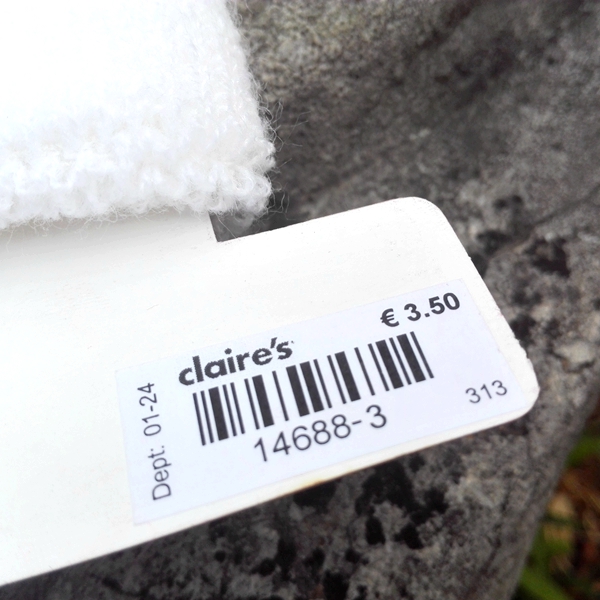 € 3.50
claire's
14688-3
313
Dept: 01-24